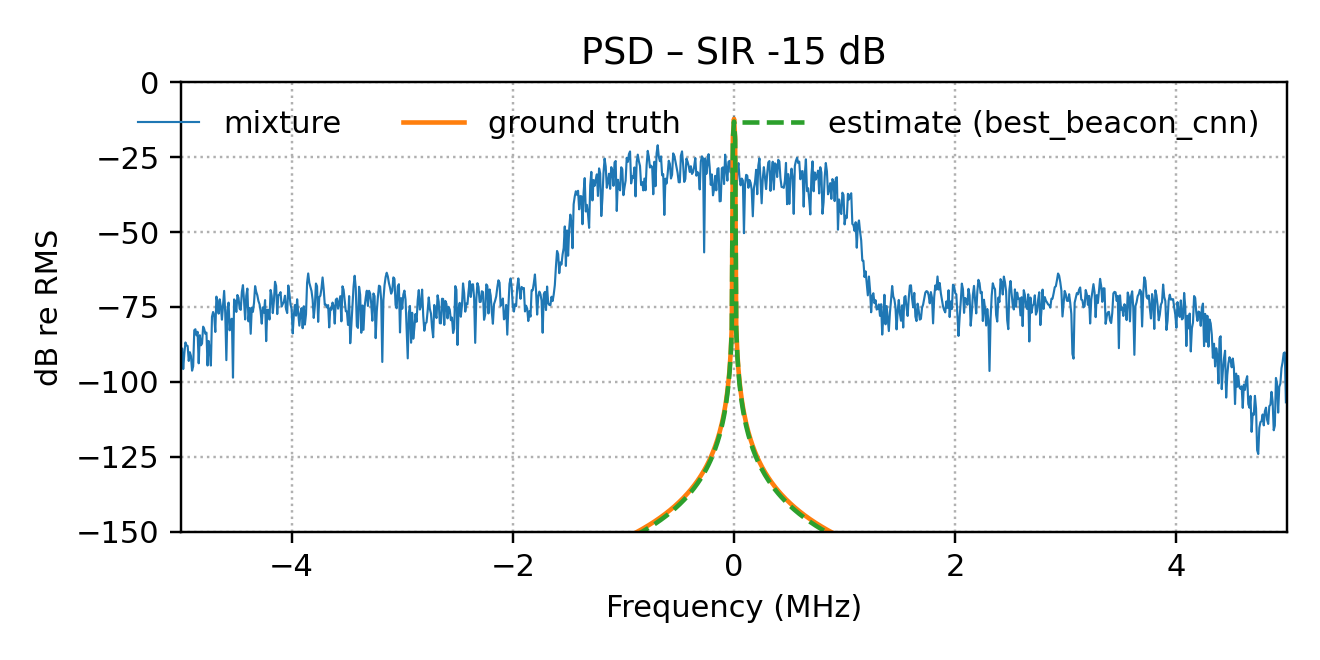 PSD – SIR -15 dB
mixture ground truth estimate (best_beacon_cnn)
0
−25
−50
−75
−100
−125
−150
dB re RMS
−4 −2 0 2 4
Frequency (MHz)